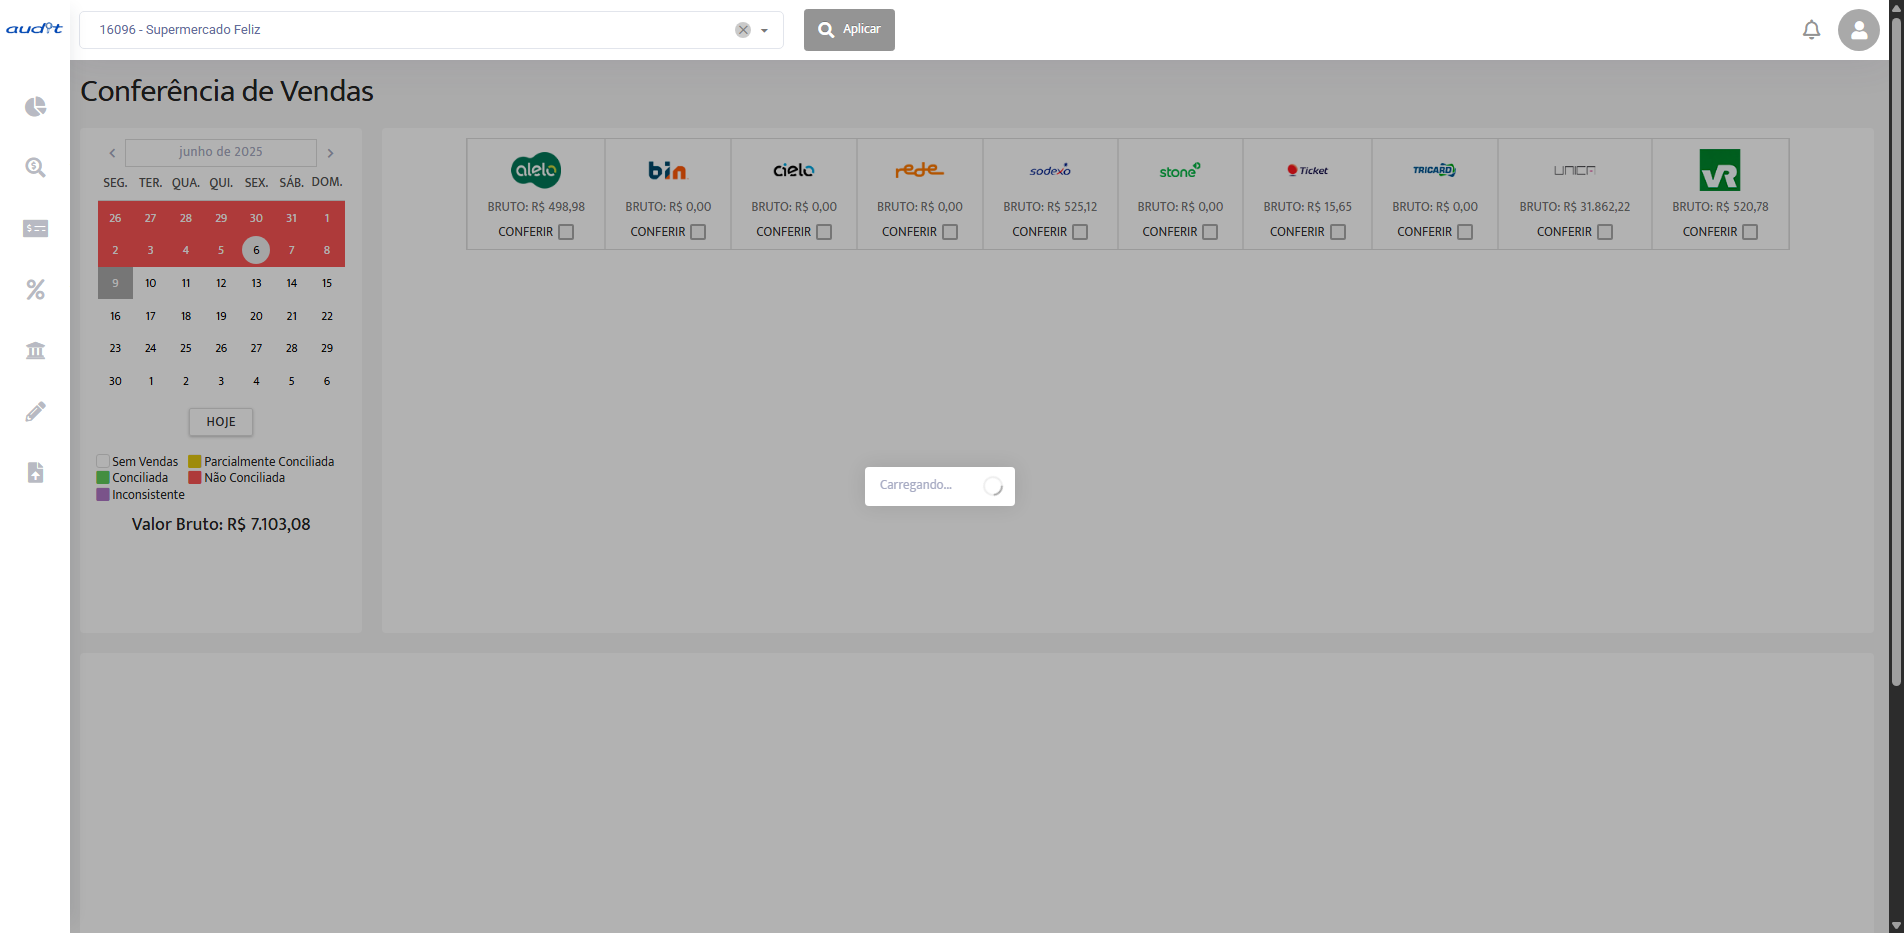 audit
16096 - Supermercado Feliz
Aplicar
Conferência de Vendas
junho de 2025
SEG. TER. QUA. QUI. SEX. SÁB. DOM.
26 27 28 29 30 31 1
2 3 4 5 6 7 8
9 10 11 12 13 14 15
16 17 18 19 20 21 22
23 24 25 26 27 28 29
30 1 2 3 4 5 6
HOJE
Sem Vendas Parcialmente Conciliada
Conciliada Não Conciliada
Inconsistente
Valor Bruto: R$ 7.103,08
alelo
BRUTO: R$ 498,98
CONFERIR
bin
BRUTO: R$ 0,00
CONFERIR
cielo
BRUTO: R$ 0,00
CONFERIR
rede
BRUTO: R$ 0,00
CONFERIR
sodexo
BRUTO: R$ 525,12
CONFERIR
stone
BRUTO: R$ 0,00
CONFERIR
Ticket
BRUTO: R$ 15,65
CONFERIR
TRICARD
BRUTO: R$ 0,00
CONFERIR
UNICA
BRUTO: R$ 31.862,22
CONFERIR
VR
BRUTO: R$ 520,78
CONFERIR
Carregando...